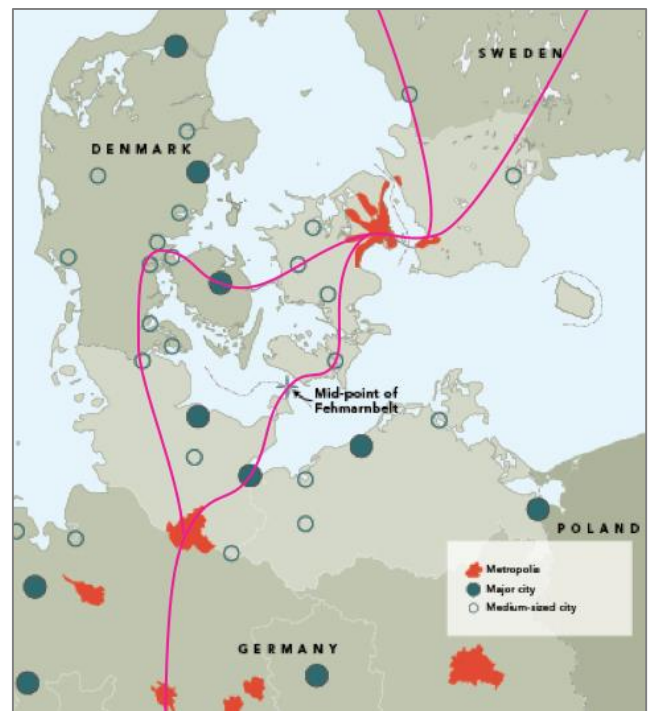 SWEDEN
DENMARK
Mid-point of
Fehmarnbelt
POLAND
Metropolis
Major city
Medium-sized city
GERMANY